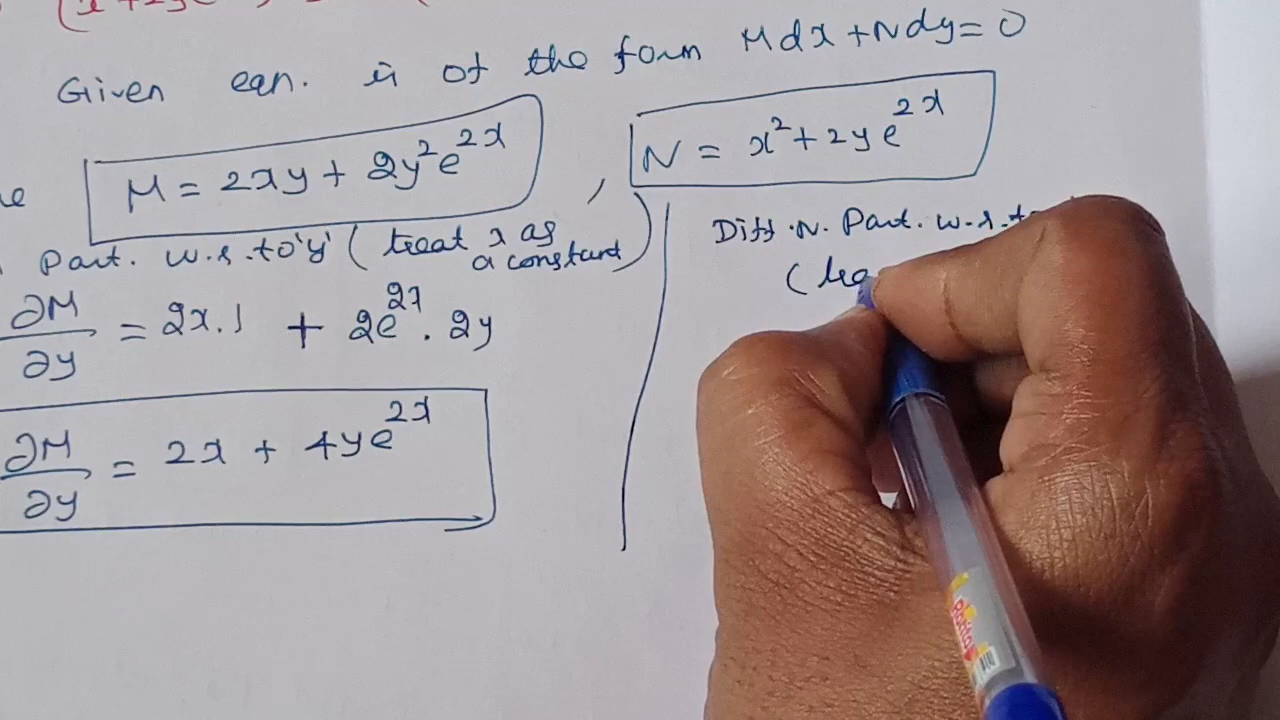 Given eqn. is of the form Mdx + Ndy = 0
M = 2xy + 2y²e^{2x} , N = x² + 2ye^{2x}
Part. w.r.to 'y' (treat x as a constant)
∂M/∂y = 2x.1 + 2e^{2x} . 2y
∂M/∂y = 2x + 4ye^{2x}
Diff. N. Part. w.r.to